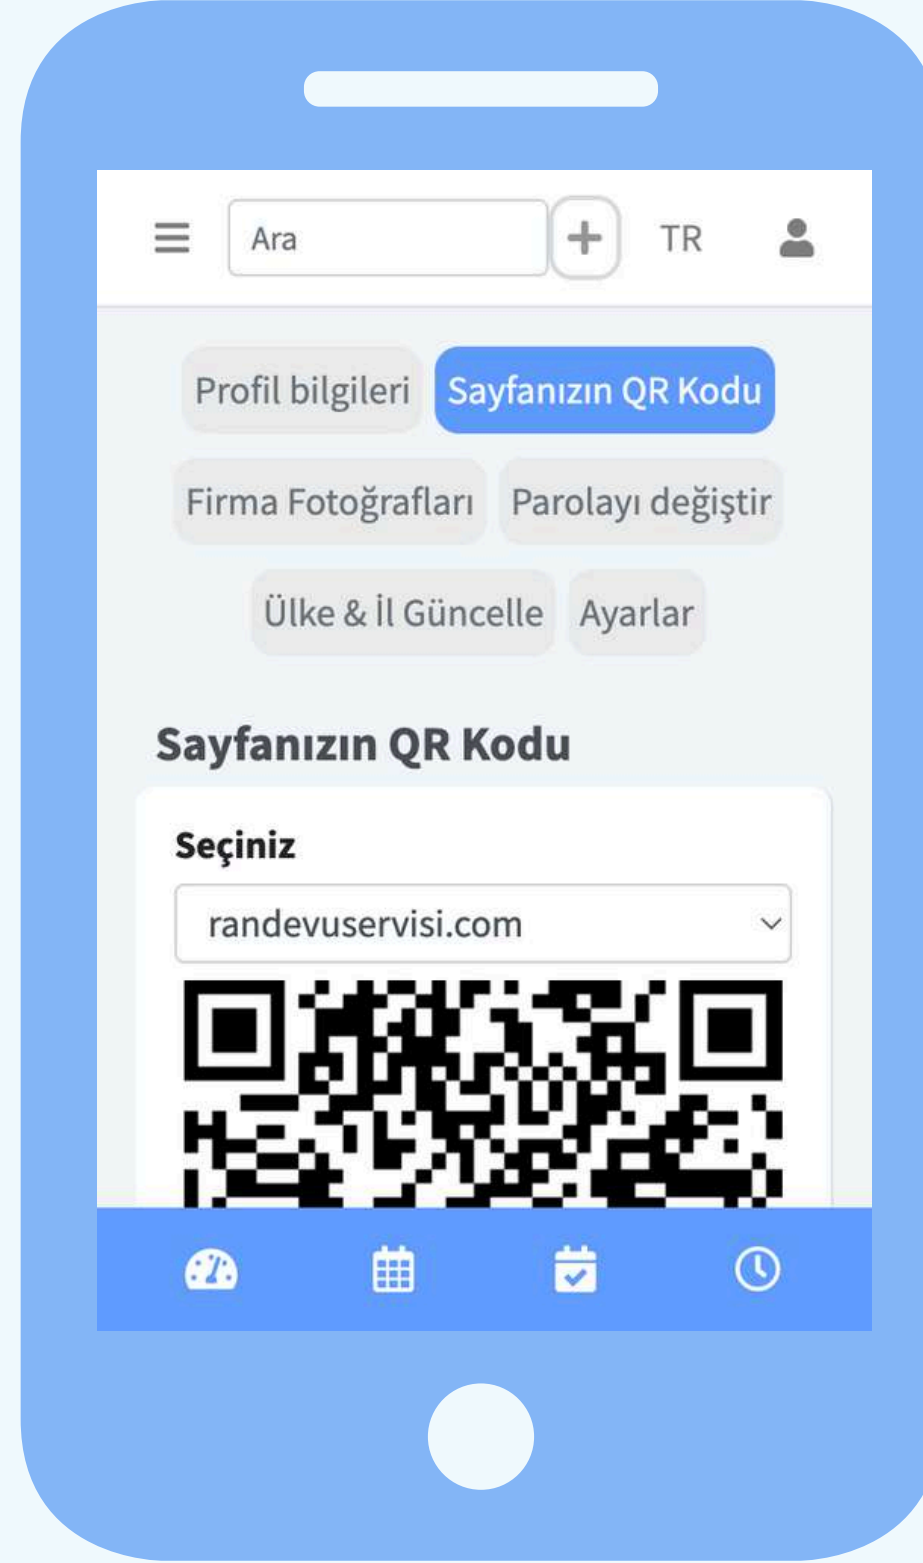 Ara TR
Profil bilgileri Sayfanızın QR Kodu
Firma Fotoğrafları Parolayı değiştir
Ülke & İl Güncelle Ayarlar
Sayfanızın QR Kodu
Seçiniz
randevuservisi.com